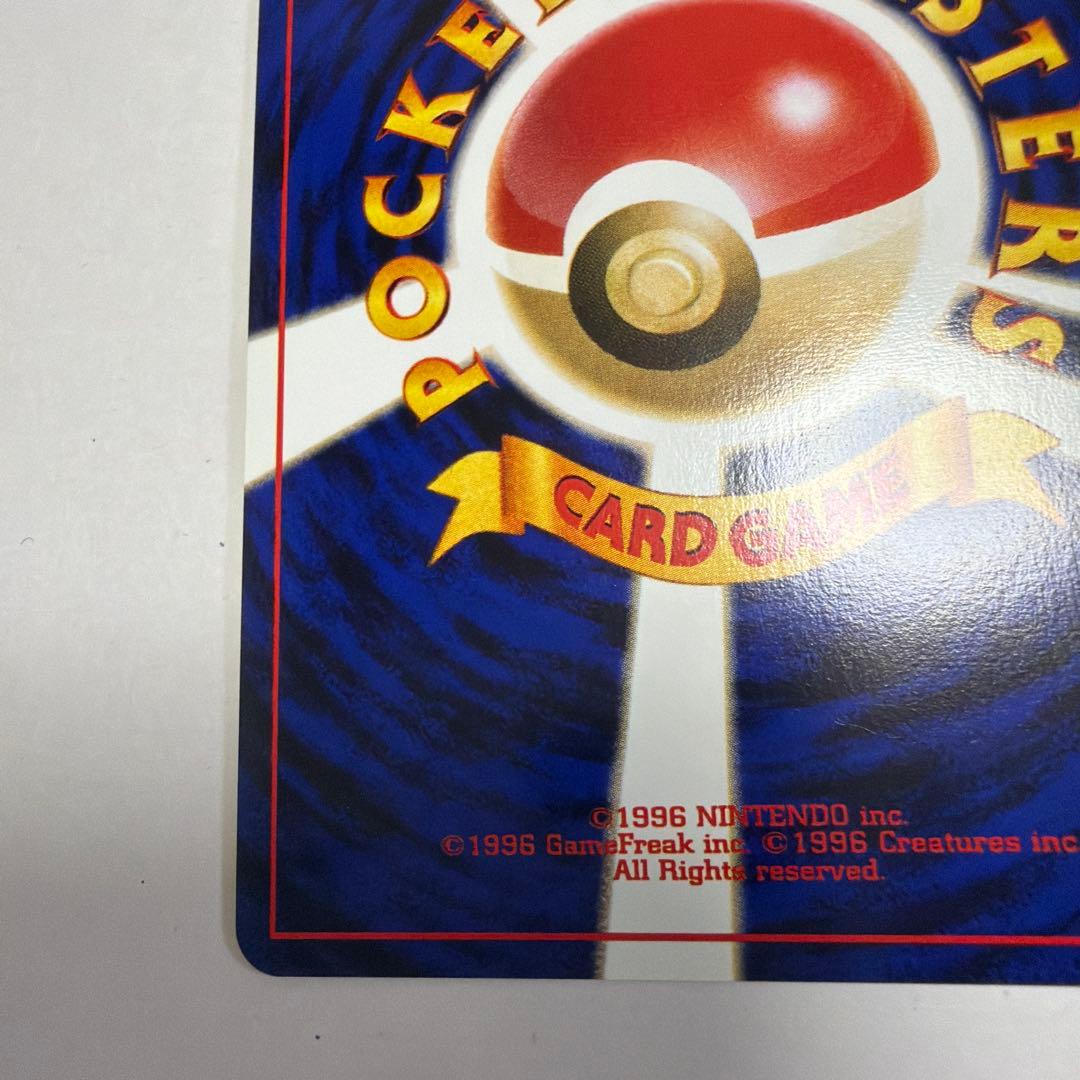 POCKE
STERS
CARD GAME
©1996 NINTENDO inc.
©1996 GameFreak inc. ©1996 Creatures inc.
All Rights reserved.